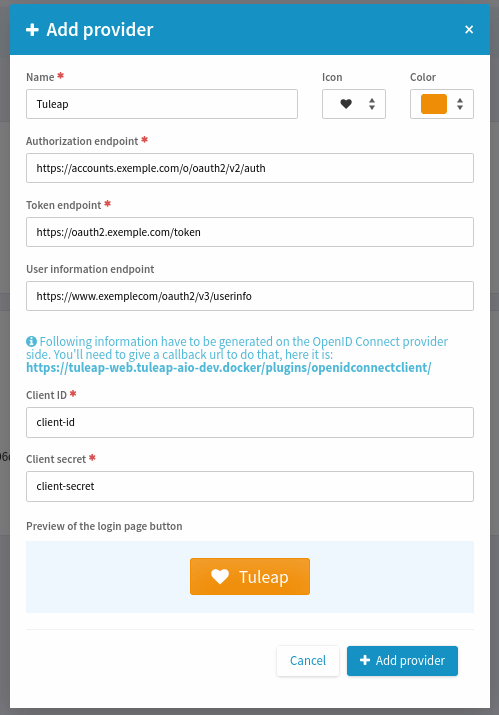 Add provider
×
Name *
Icon
Color
Tuleap
Authorization endpoint *
https://accounts.exemple.com/o/oauth2/v2/auth
Token endpoint *
https://oauth2.exemple.com/token
User information endpoint
https://www.exemplecom/oauth2/v3/userinfo
Following information have to be generated on the OpenID Connect provider
side. You'll need to give a callback url to do that, here it is:
https://tuleap-web.tuleap-aio-dev.docker/plugins/openidconnectclient/
Client ID *
client-id
Client secret *
client-secret
Preview of the login page button
Tuleap
Cancel
Add provider